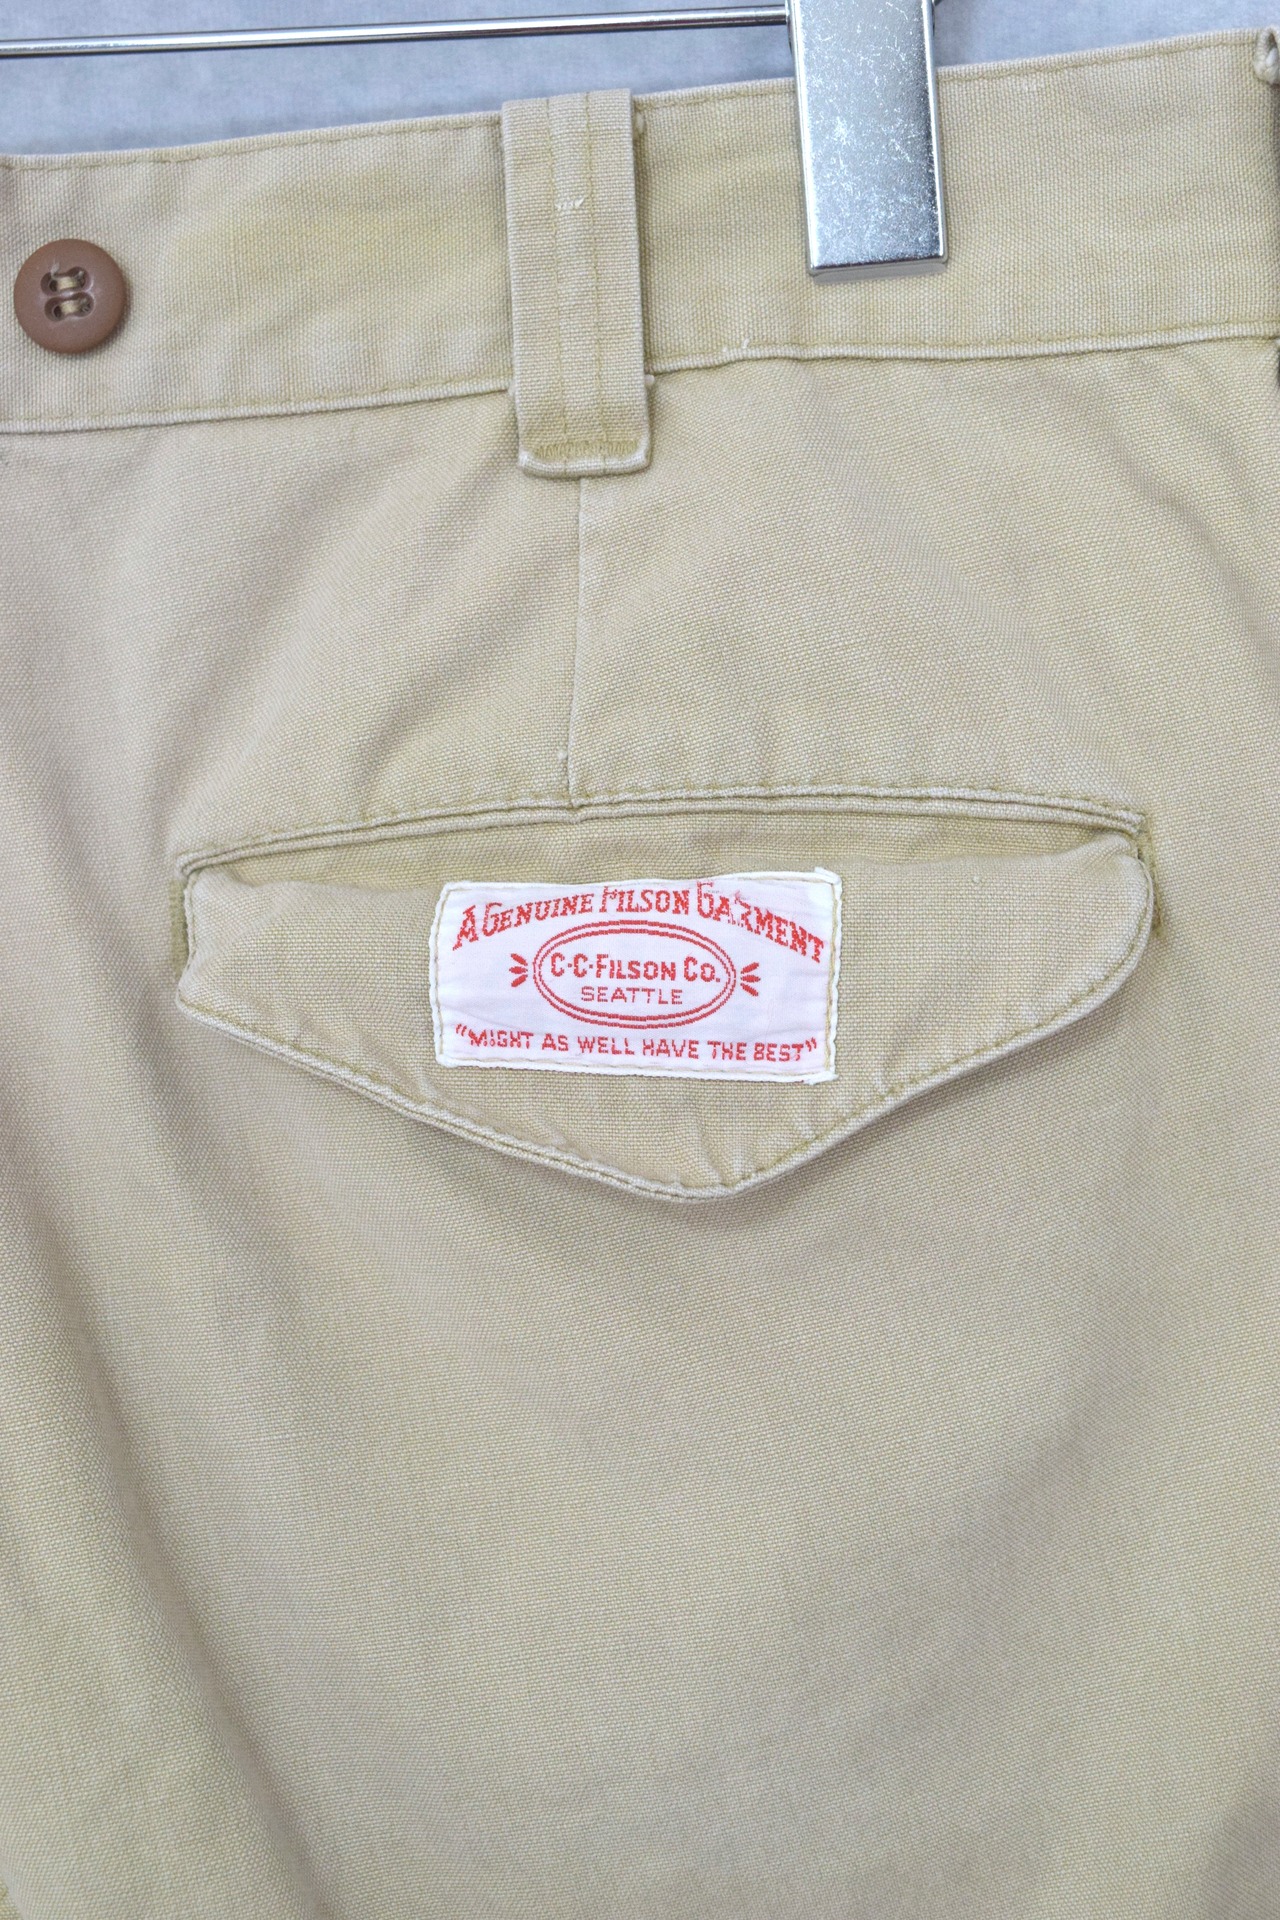 A GENUINE FILSON GARMENT
C·C·FILSON CO.
SEATTLE
"MIGHT AS WELL HAVE THE BEST"